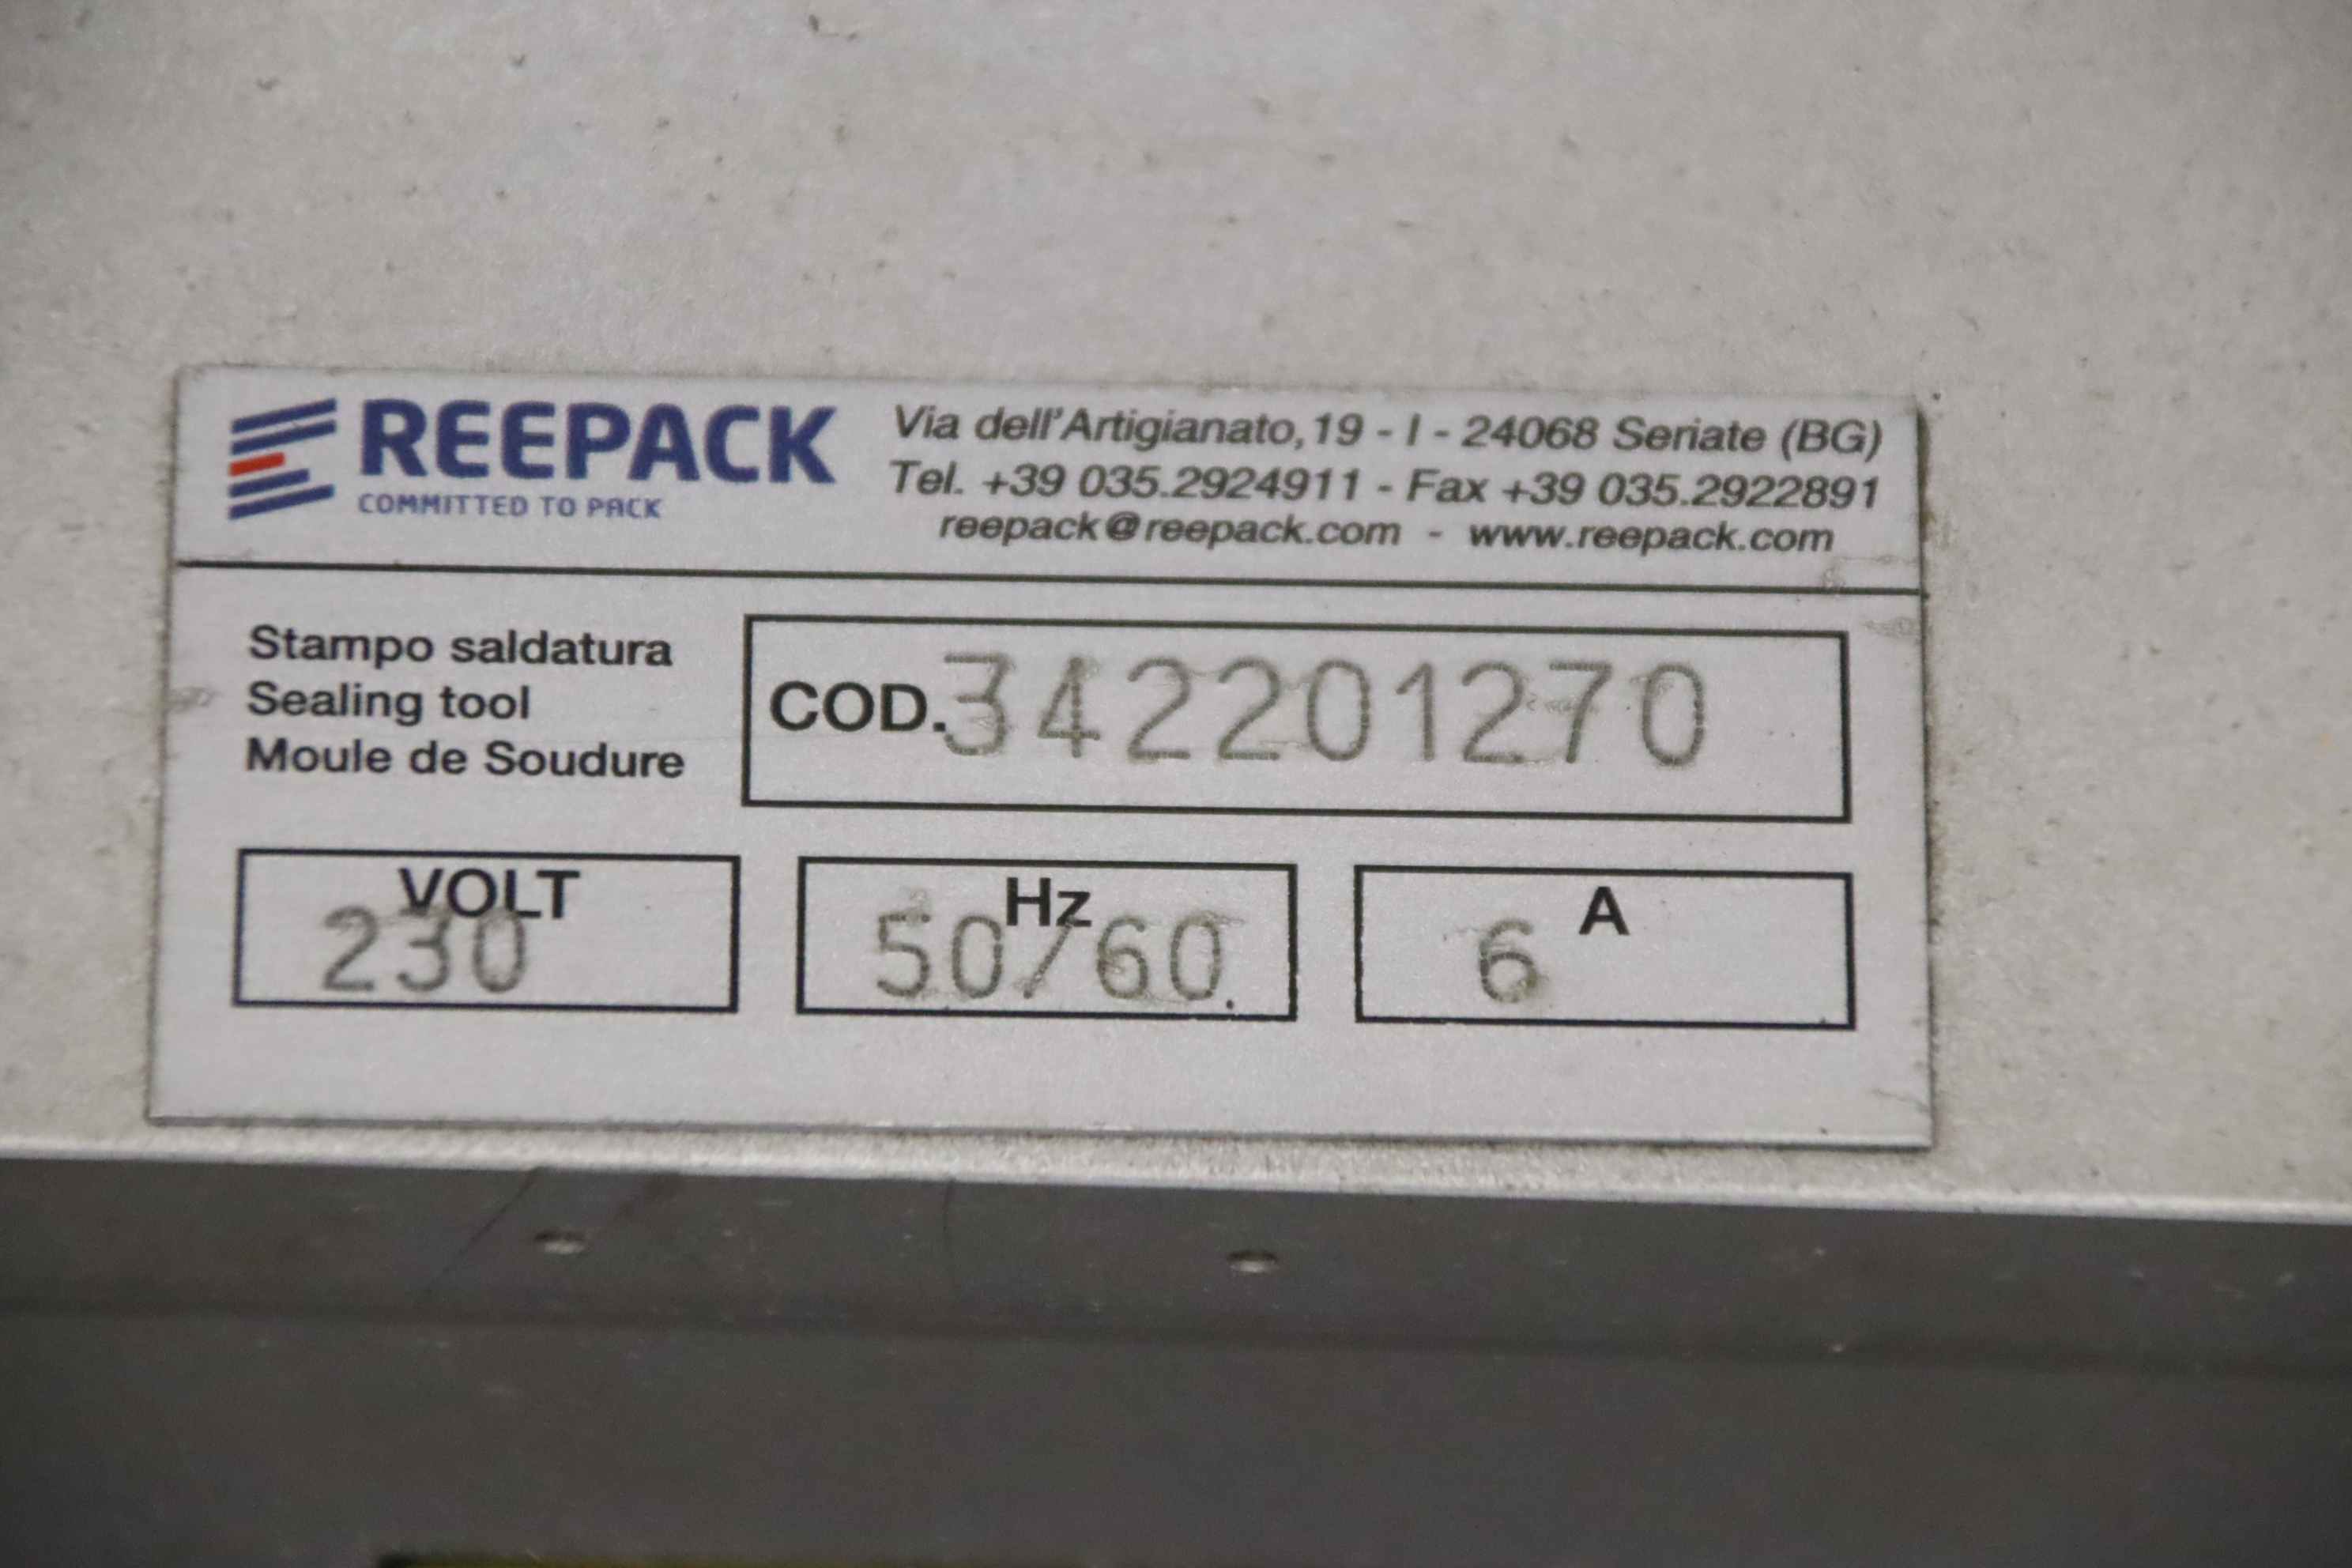 REEPACK
COMMITTED TO PACK
Via dell'Artigianato, 19 - I - 24068 Seriate (BG)
Tel. +39 035.2924911 - Fax +39 035.2922891
reepack@reepack.com - www.reepack.com
Stampo saldatura
Sealing tool
Moule de Soudure
COD. 342201270
VOLT
230
Hz
50/60
A
6